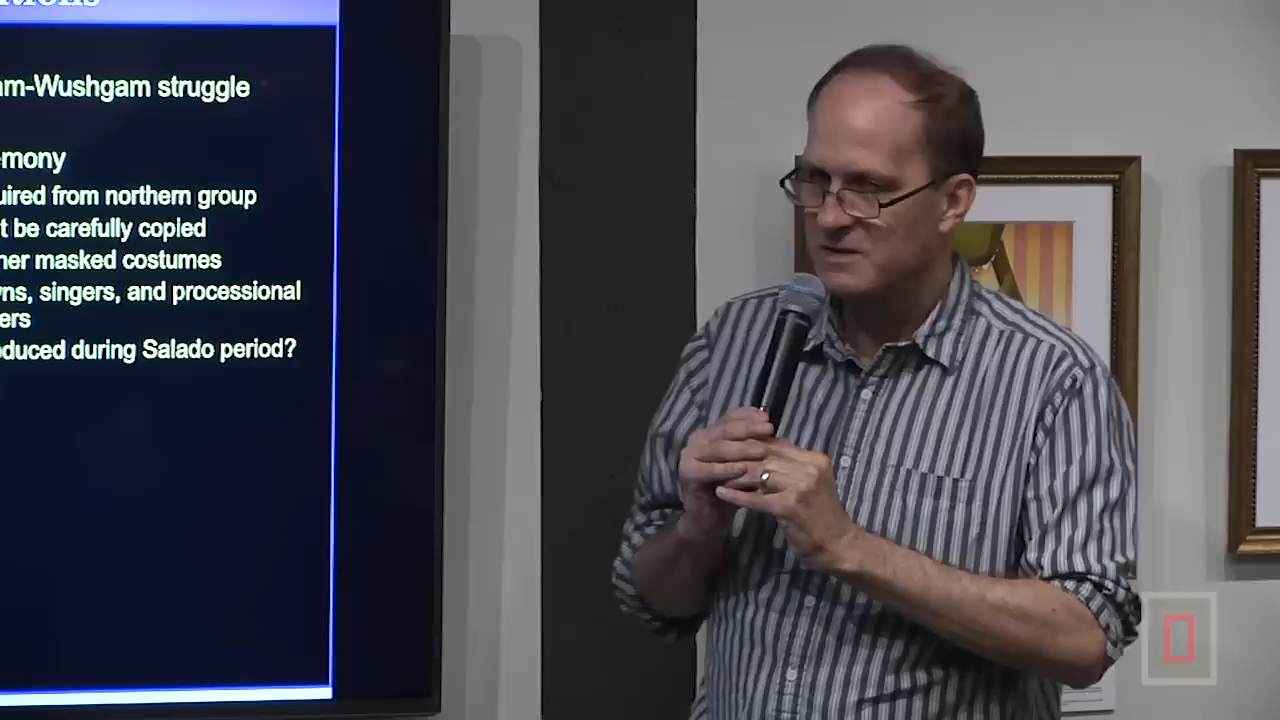 am-Wushgam struggle
emony
uired from northern group
t be carefully copied
her masked costumes
ns, singers, and processional
ers
duced during Salado period?